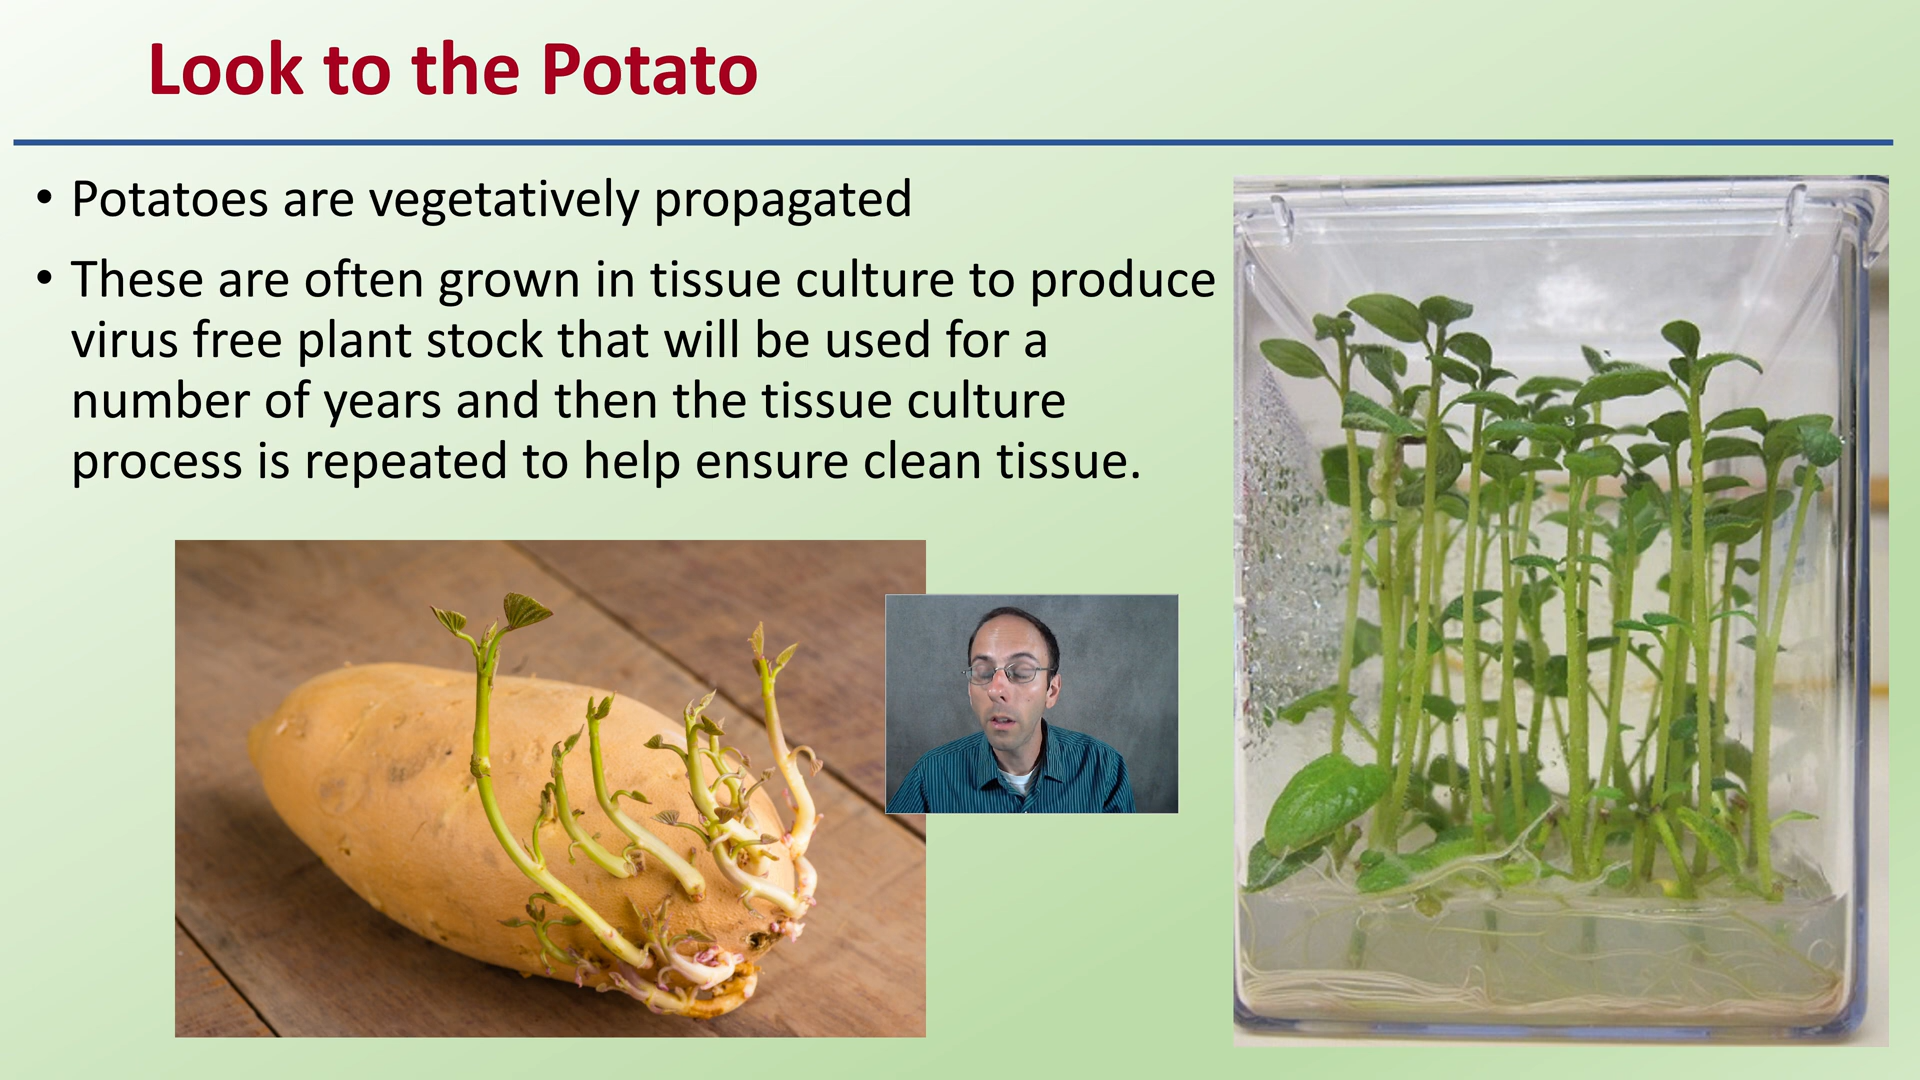 Look to the Potato
• Potatoes are vegetatively propagated
• These are often grown in tissue culture to produce
virus free plant stock that will be used for a
number of years and then the tissue culture
process is repeated to help ensure clean tissue.